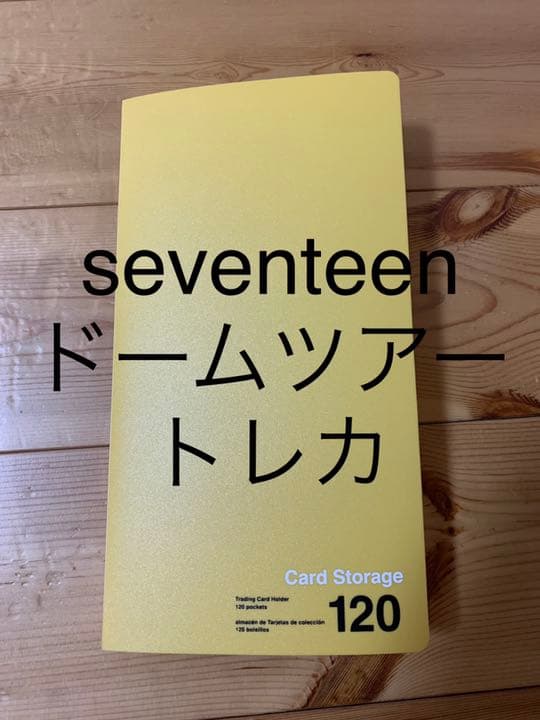 seventeen
ドームツアー
トレカ
Card Storage
Trading Card Holder
120 pockets
almacén de Tarjetas de colección
120 bolsillos
120